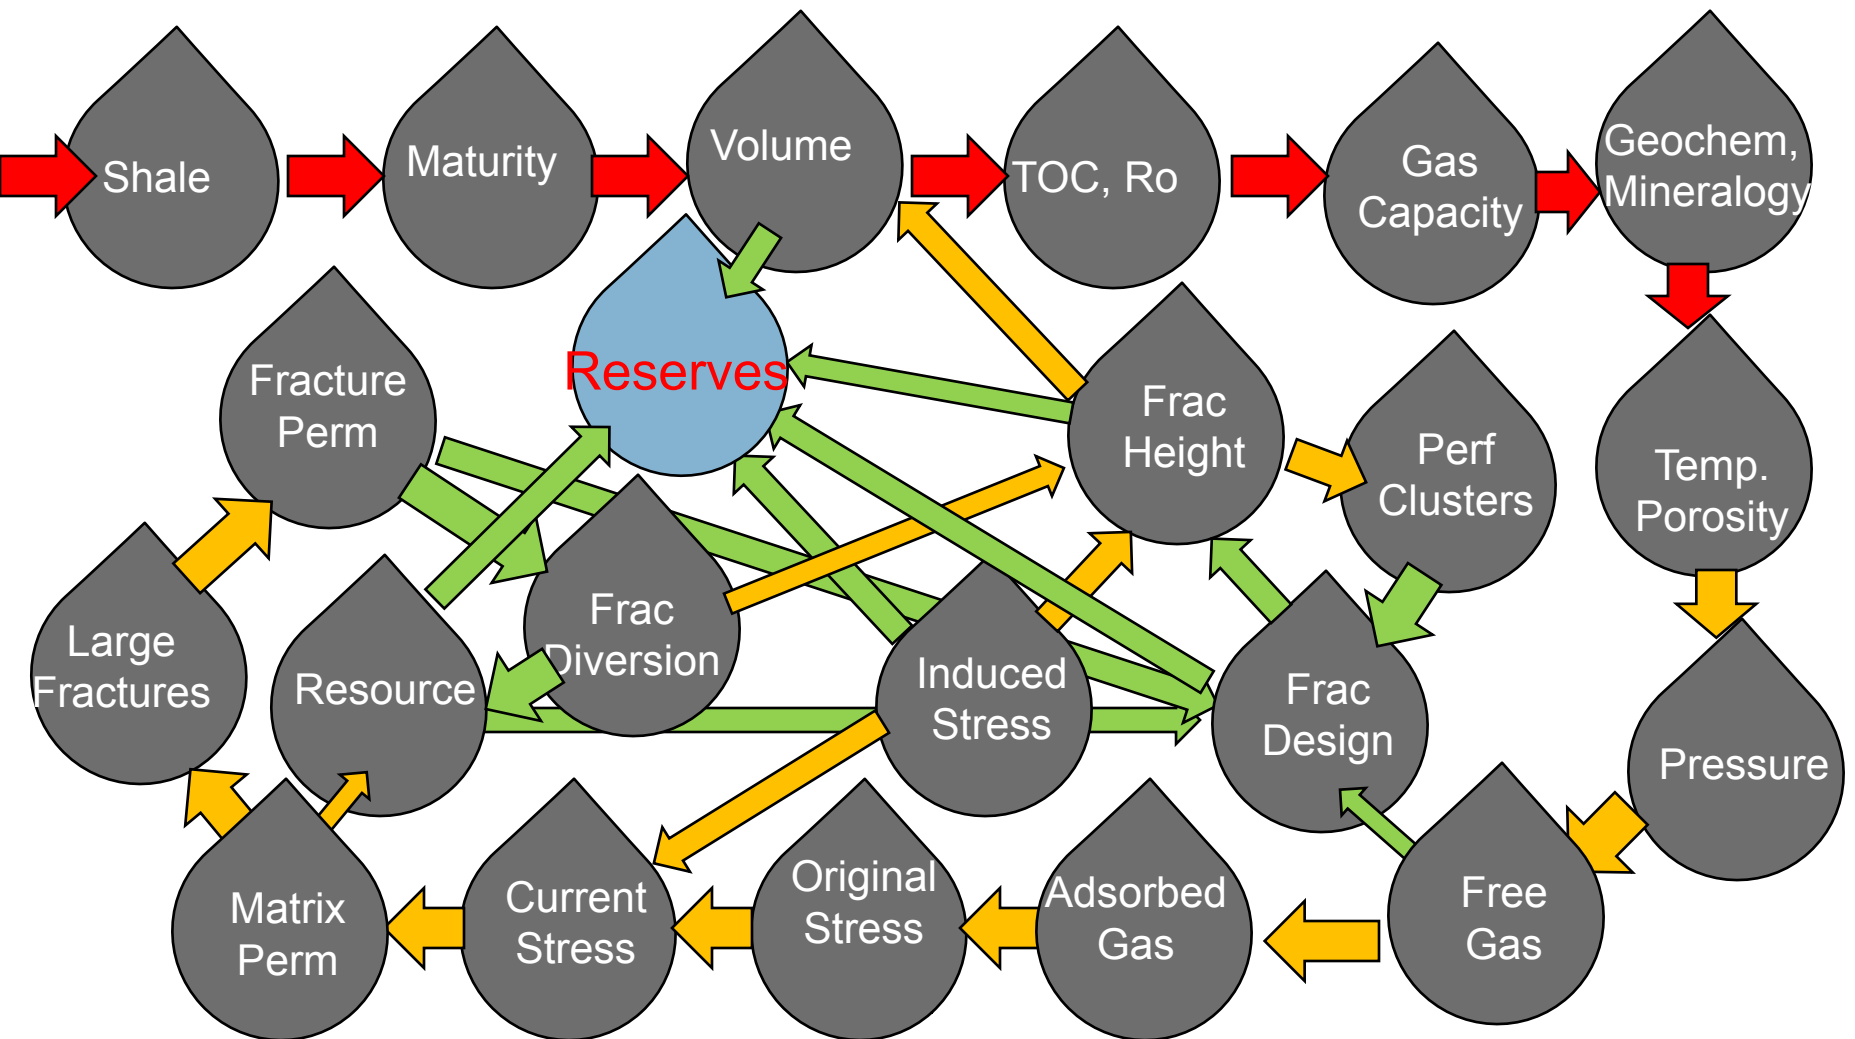 Shale
Maturity
Volume
TOC, Ro
Gas
Capacity
Geochem,
Mineralogy
Reserves
Fracture
Perm
Frac
Height
Perf
Clusters
Temp.
Porosity
Large
Fractures
Resource
Frac
Diversion
Induced
Stress
Frac
Design
Pressure
Matrix
Perm
Current
Stress
Original
Stress
Adsorbed
Gas
Free
Gas